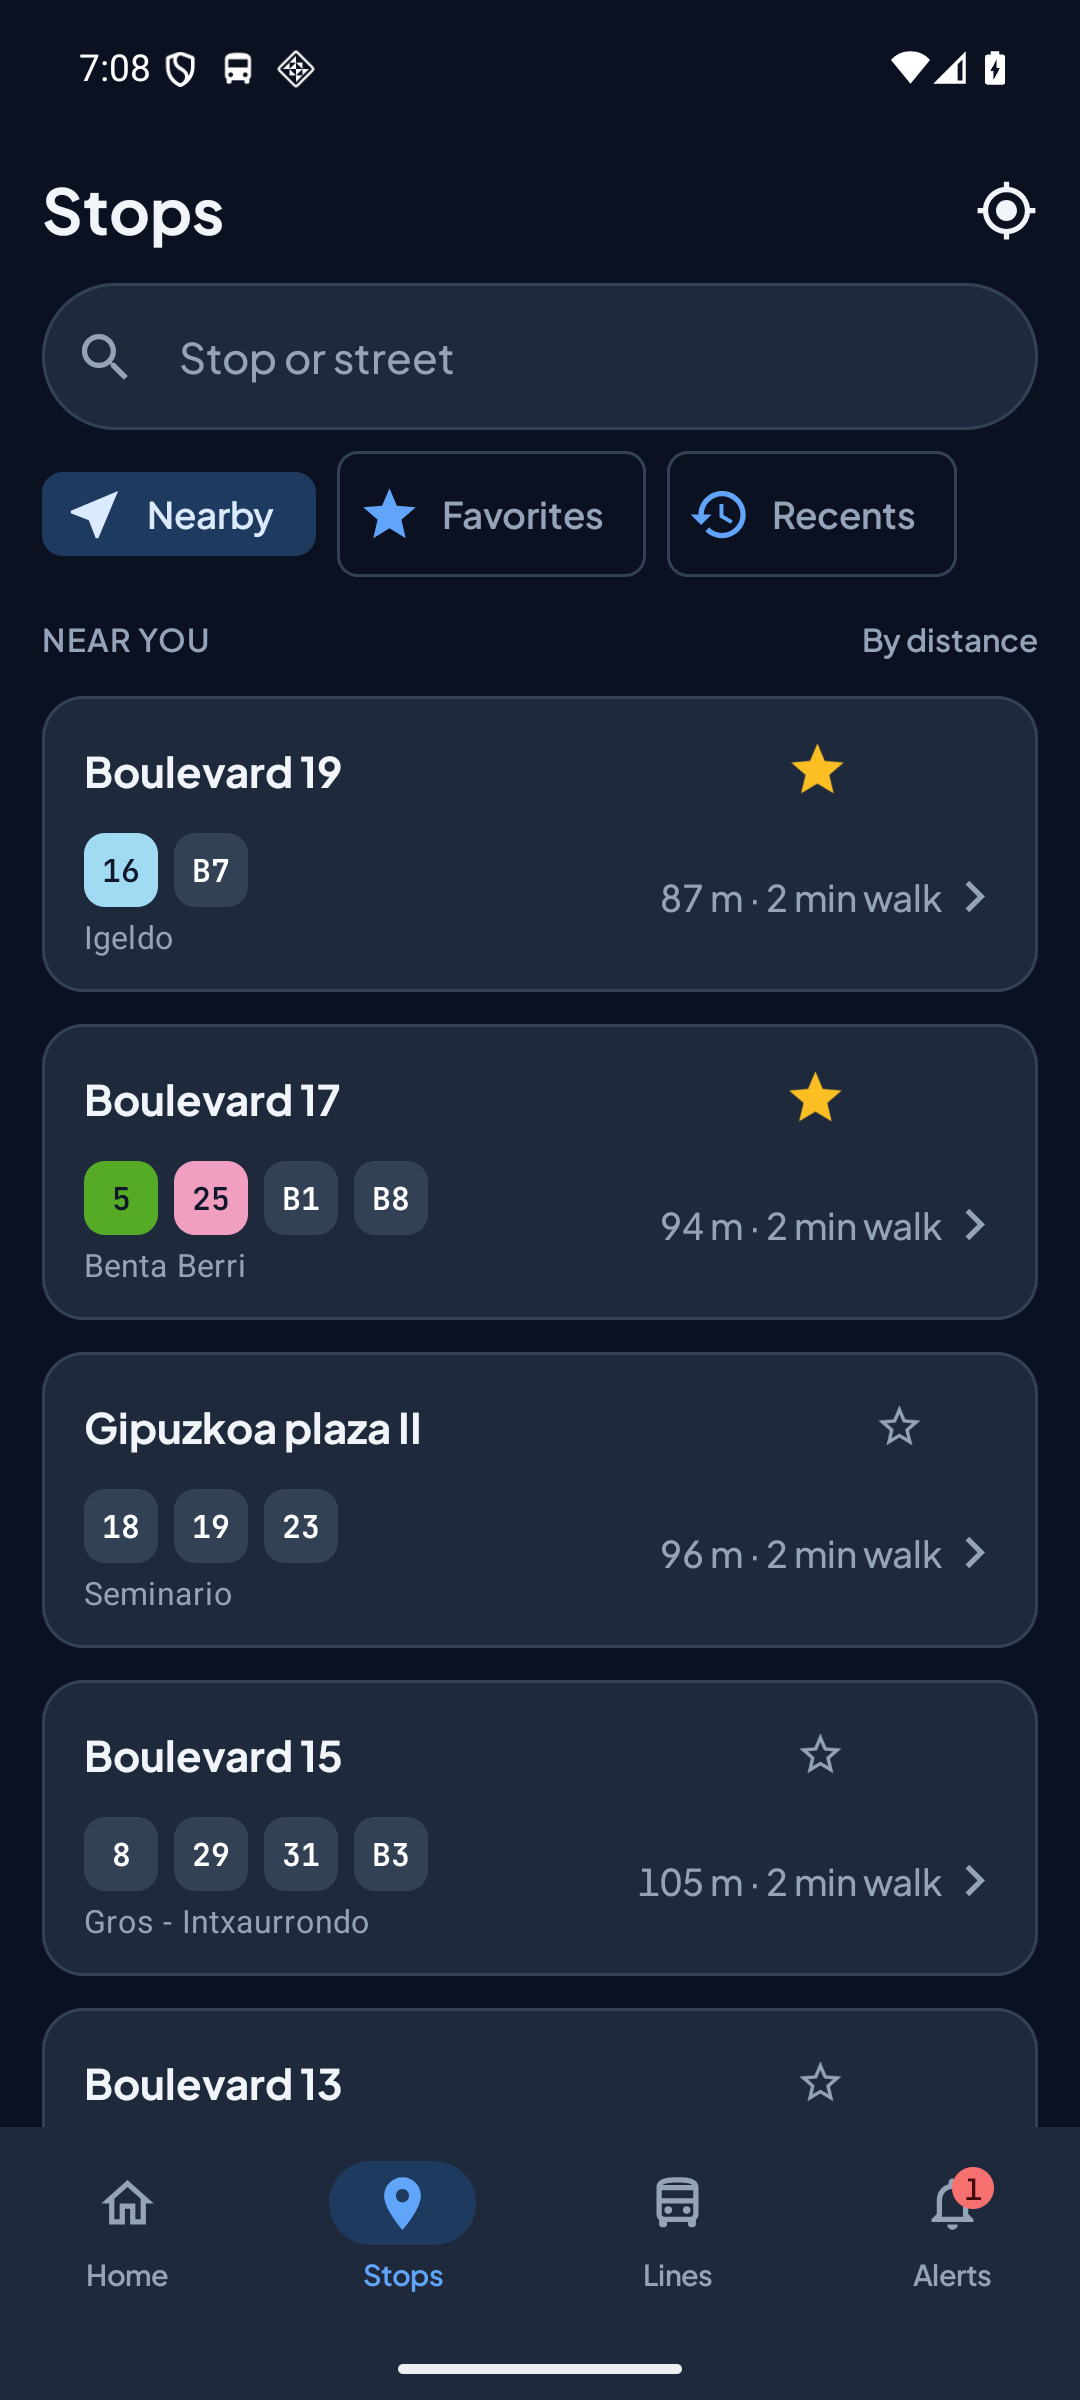 7:08
Stops
Stop or street
Nearby
Favorites
Recents
NEAR YOU
By distance
Boulevard 19
16 B7
87 m · 2 min walk
Igeldo
Boulevard 17
5 25 B1 B8
94 m · 2 min walk
Benta Berri
Gipuzkoa plaza II
18 19 23
96 m · 2 min walk
Seminario
Boulevard 15
8 29 31 B3
105 m · 2 min walk
Gros - Intxaurrondo
Boulevard 13
1
Home
Stops
Lines
Alerts